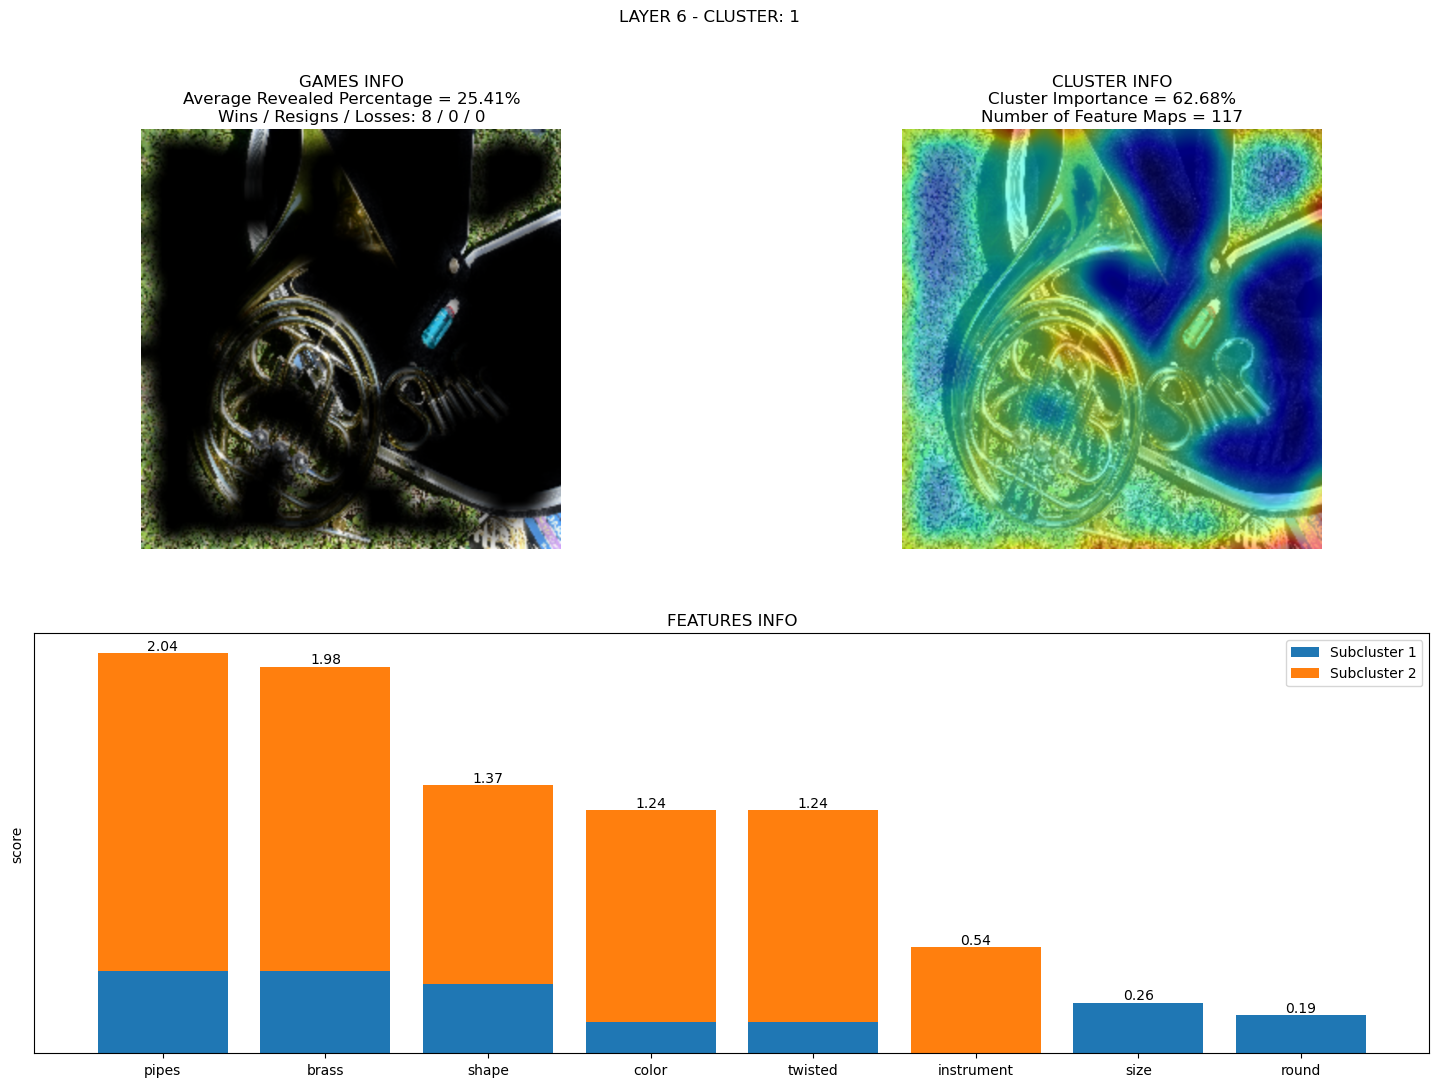 LAYER 6 - CLUSTER: 1
GAMES INFO
Average Revealed Percentage = 25.41%
Wins / Resigns / Losses: 8 / 0 / 0
CLUSTER INFO
Cluster Importance = 62.68%
Number of Feature Maps = 117
FEATURES INFO
score
2.04
1.98
1.37
1.24
1.24
0.54
0.26
0.19
Subcluster 1
Subcluster 2
pipes
brass
shape
color
twisted
instrument
size
round